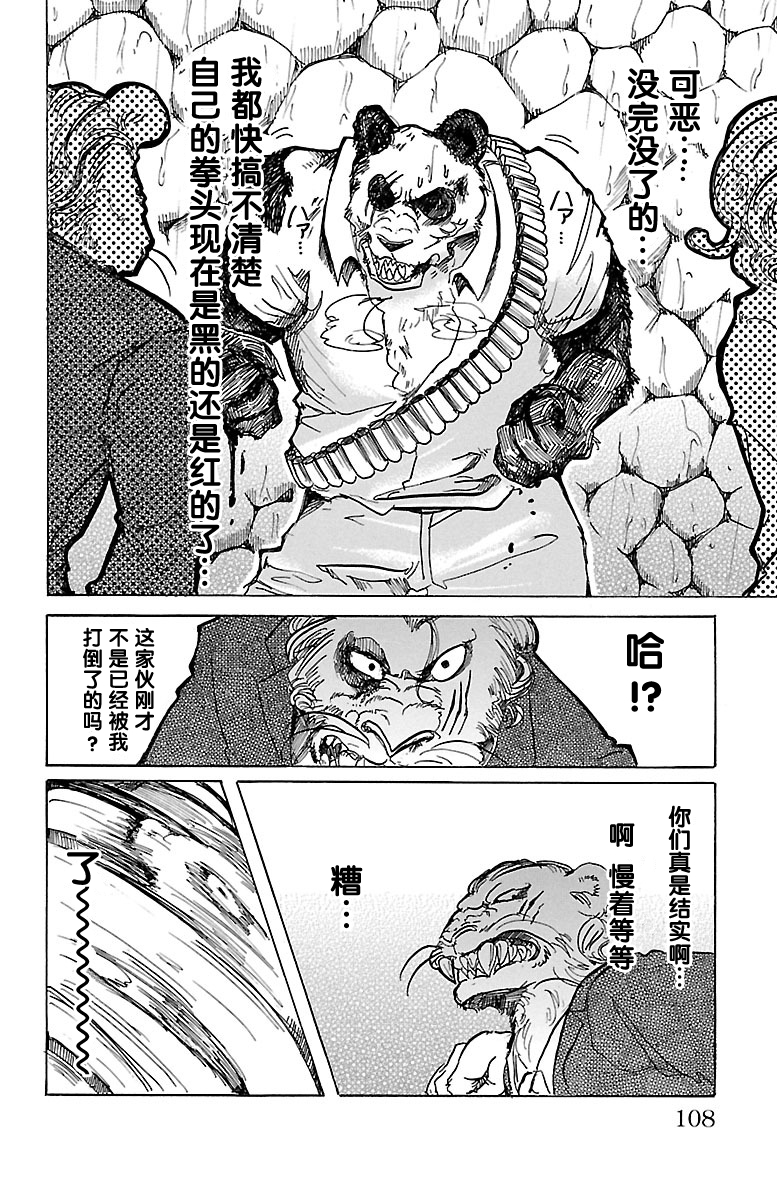 可恶……
没完没了的…
ハア…
ハァ…
我都快搞不清楚
自己的拳头现在是黑的还是红的了…
哈!?
这家伙刚才
不是已经被我
打倒了的吗？
你们真是结实啊…
啊 慢着等等
糟…
了~~~~~
108